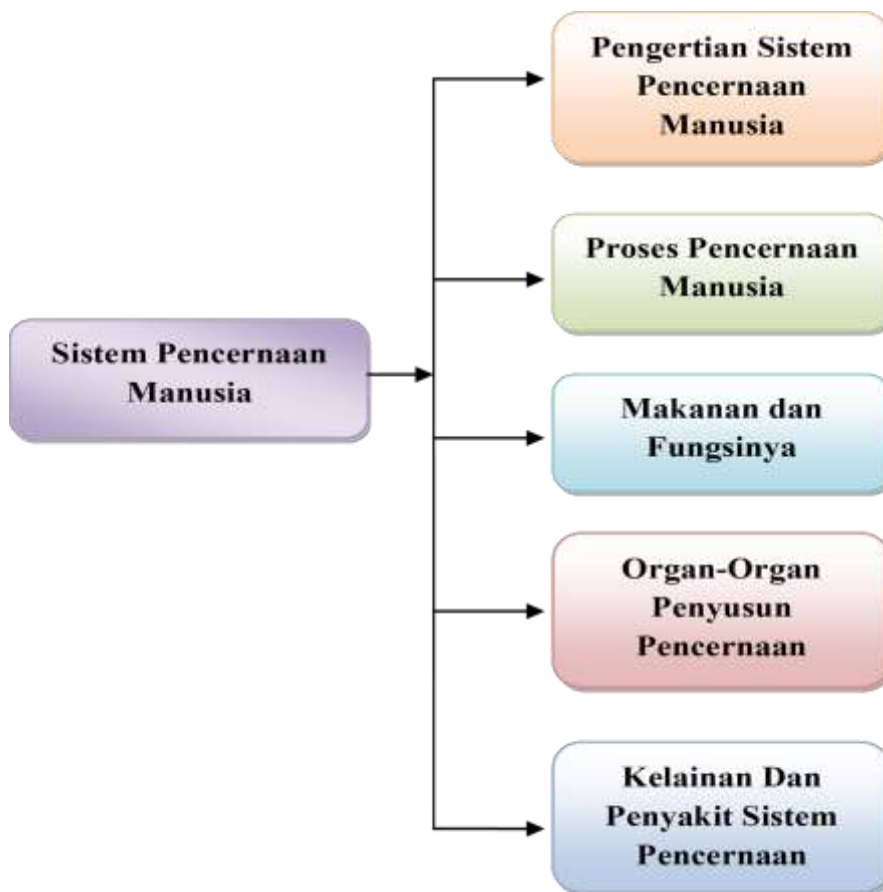 Pengertian Sistem
Pencernaan
Manusia
Proses Pencernaan
Manusia
Sistem Pencernaan
Manusia
Makanan dan
Fungsinya
Organ-Organ
Penyusun
Pencernaan
Kelainan Dan
Penyakit Sistem
Pencernaan